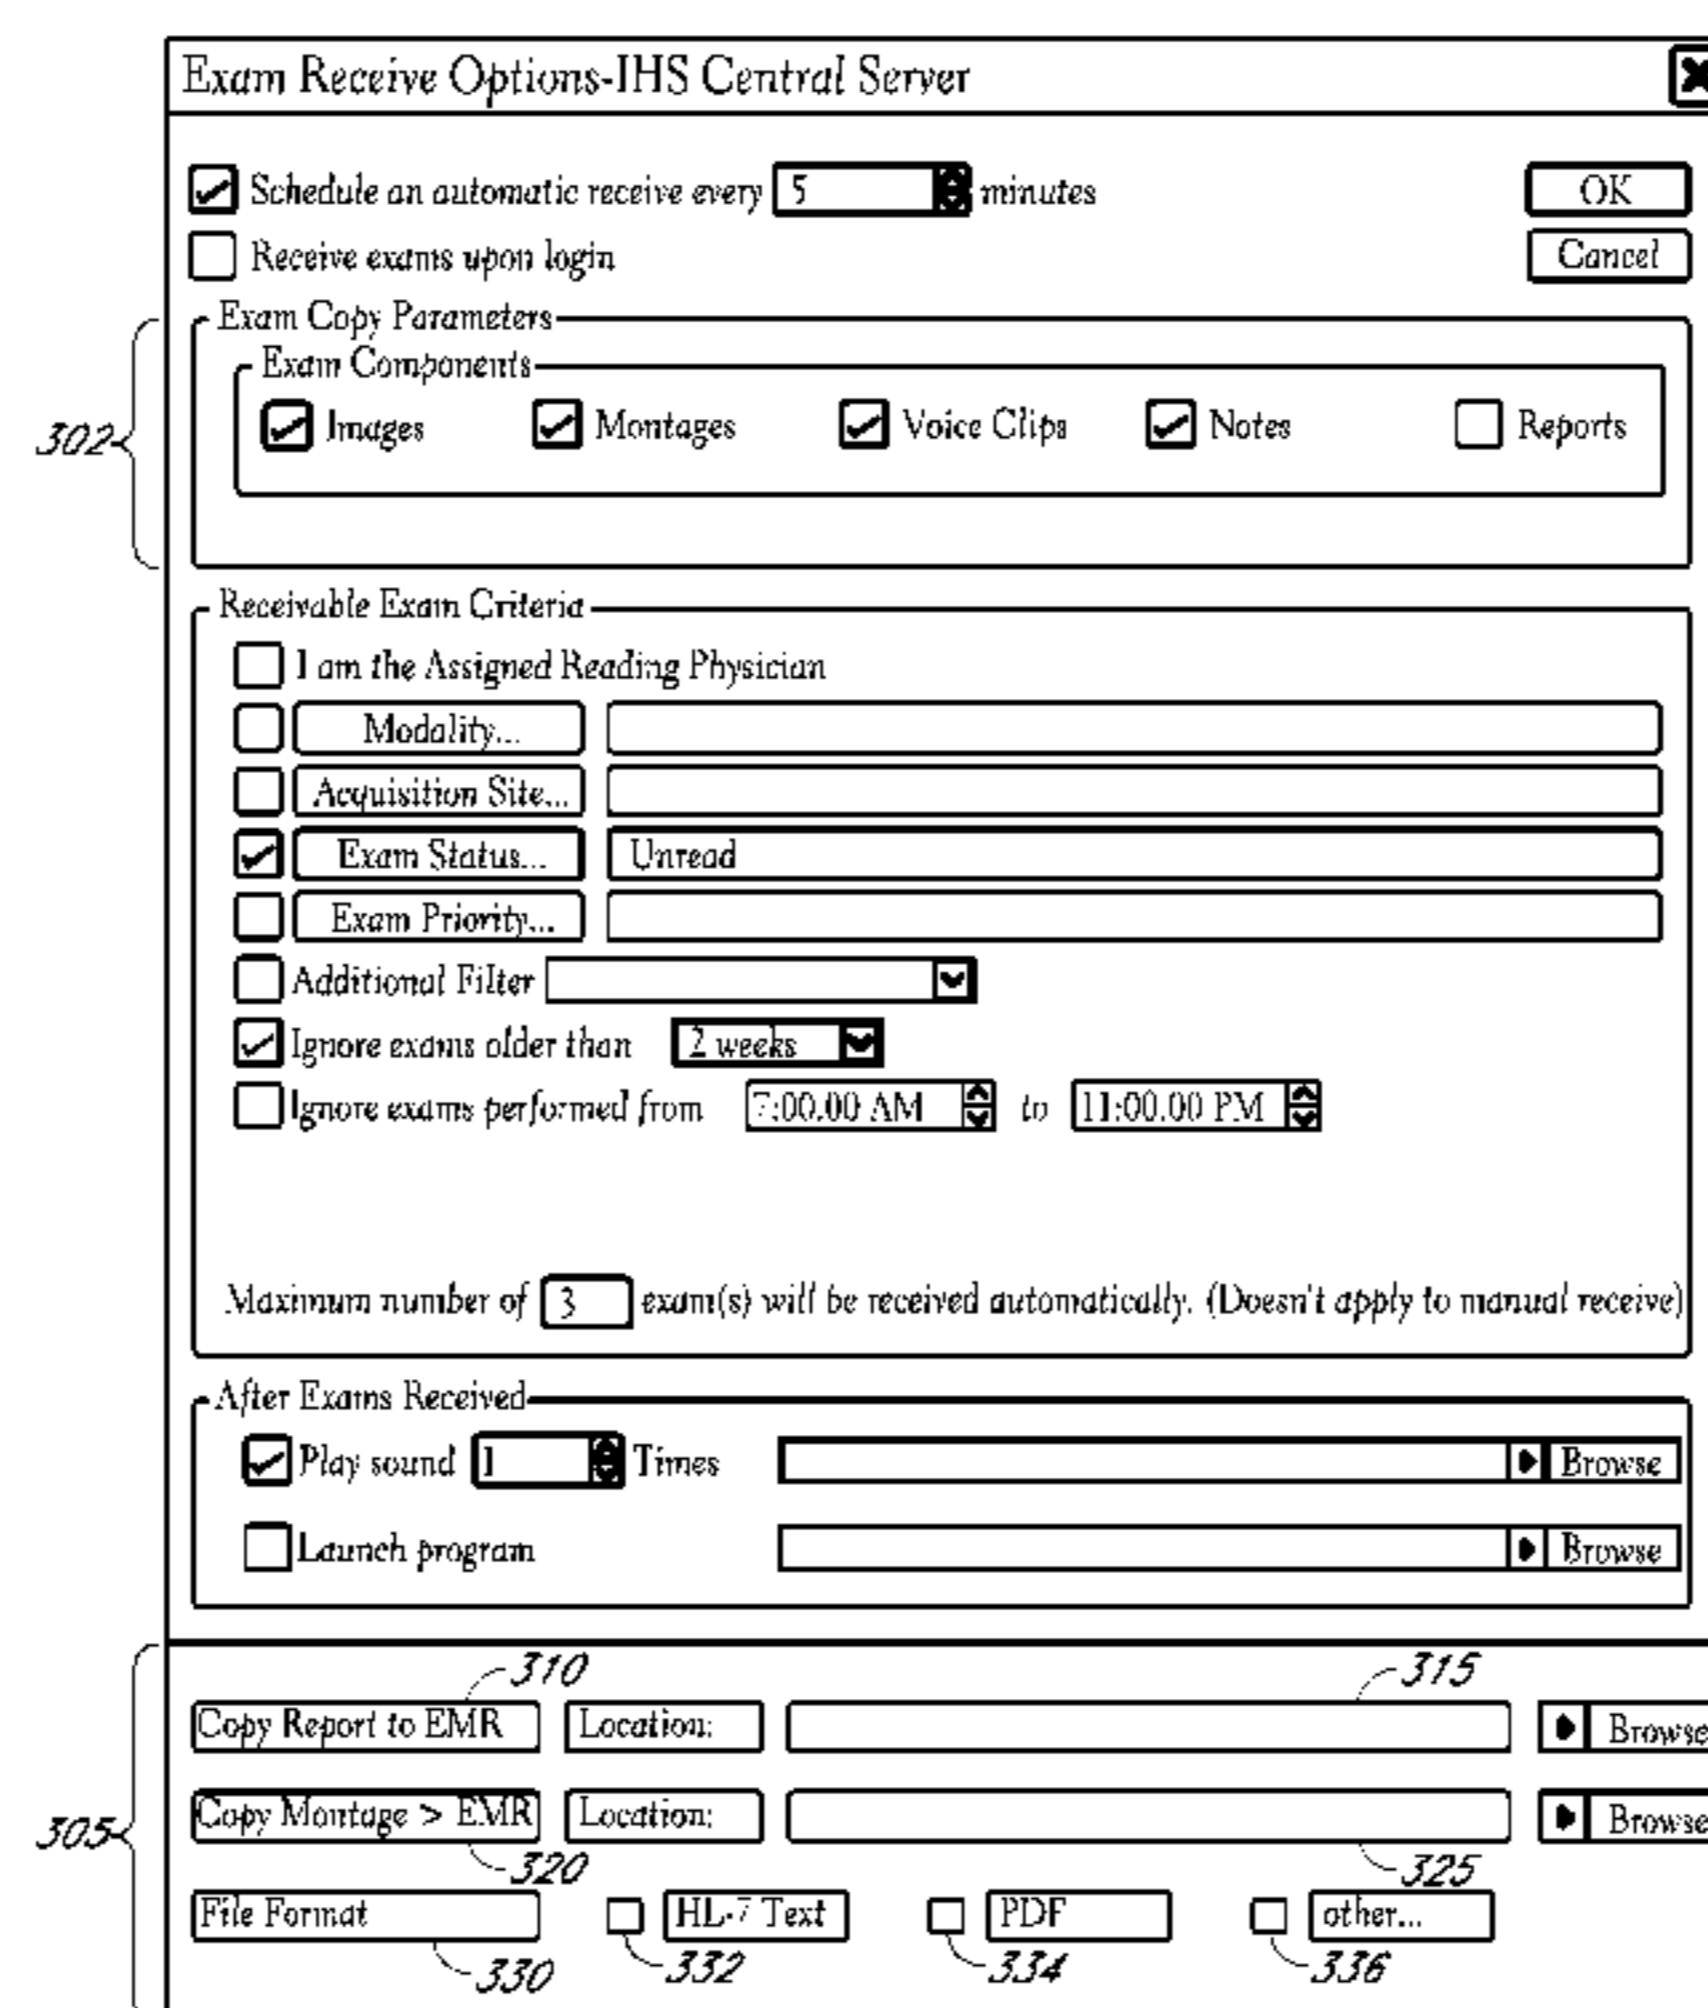 Exam Receive Options-IHS Central Server
Schedule an automatic receive every 5 minutes OK
Receive exams upon login Cancel
Exam Copy Parameters
Exam Components
302
Images Montages Voice Clips Notes Reports
Receivable Exam Criteria
I am the Assigned Reading Physician
Modality...
Acquisition Site...
Exam Status... Unread
Exam Priority...
Additional Filter
Ignore exams older than 2 weeks
Ignore exams performed from 7:00.00 AM to 11:00.00 PM
Maximum number of 3 exam(s) will be received automatically. (Doesn't apply to manual receive)
After Exams Received
Play sound 1 Times Browse
Launch program Browse
310 315
Copy Report to EMR Location: Browse
305
Copy Montage > EMR Location: Browse
320 325
File Format HL-7 Text PDF other...
330 332 334 336